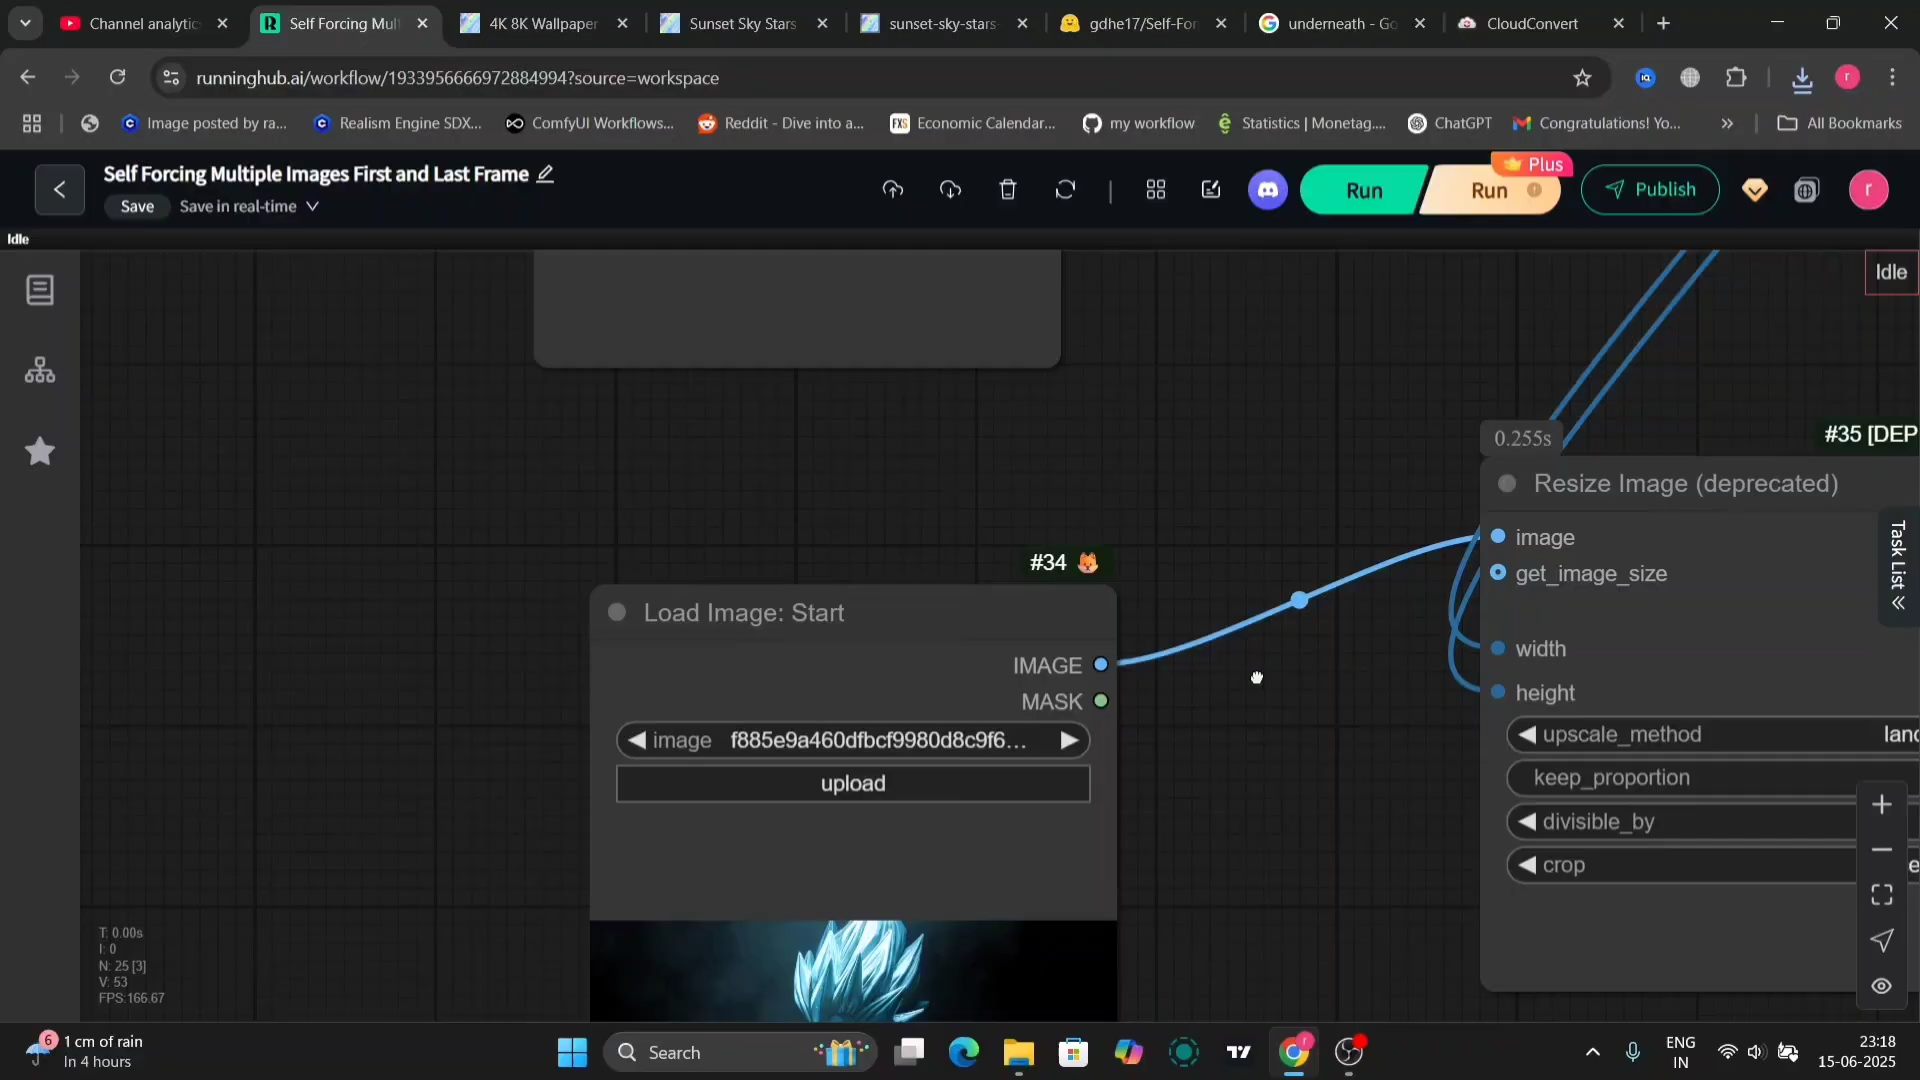 Channel analytic
Self Forcing Mul
4K 8K Wallpaper
Sunset Sky Stars
sunset-sky-stars-
gdhe17/Self-For
underneath - Go
CloudConvert
runninghub.ai/workflow/1933956666972884994?source=workspace
Image posted by ra...
Realism Engine SDX...
ComfyUI Workflows...
Reddit - Dive into a...
Economic Calendar...
my workflow
Statistics | Monetag....
ChatGPT
Congratulations! Yo...
All Bookmarks
Self Forcing Multiple Images First and Last Frame
Save
Save in real-time
Run
Run
Plus
Publish
r
Idle
Idle
0.255s
#35 [DEP
Resize Image (deprecated)
image
get_image_size
width
height
upscale_method
lanc
keep_proportion
divisible_by
crop
Task List
#34
Load Image: Start
IMAGE
MASK
image f885e9a460dfbcf9980d8c9f6...
upload
T: 0.00s
I: 0
N: 25 [3]
V: 53
FPS:166.67
6
1 cm of rain
In 4 hours
Search
ENG
IN
23:18
15-06-2025